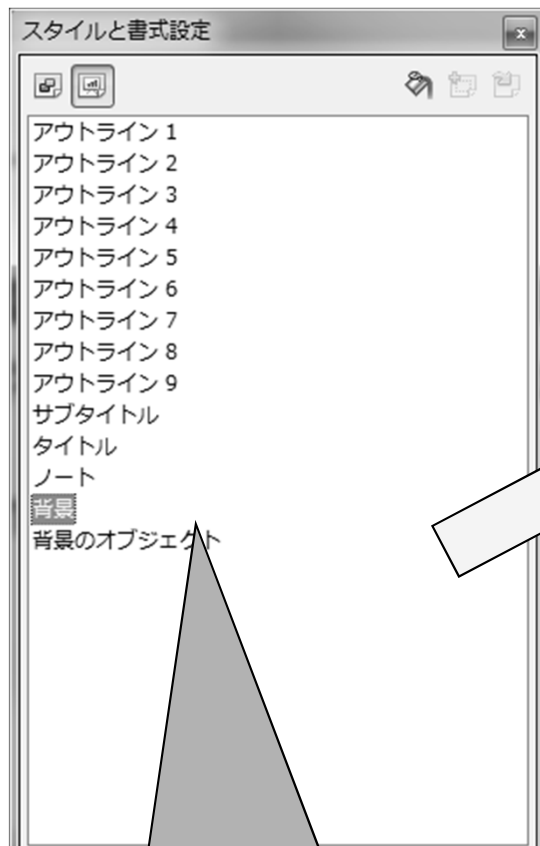 スタイルと書式設定
アウトライン 1
アウトライン 2
アウトライン 3
アウトライン 4
アウトライン 5
アウトライン 6
アウトライン 7
アウトライン 8
アウトライン 9
サブタイトル
タイトル
ノート
背景
背景のオブジェクト